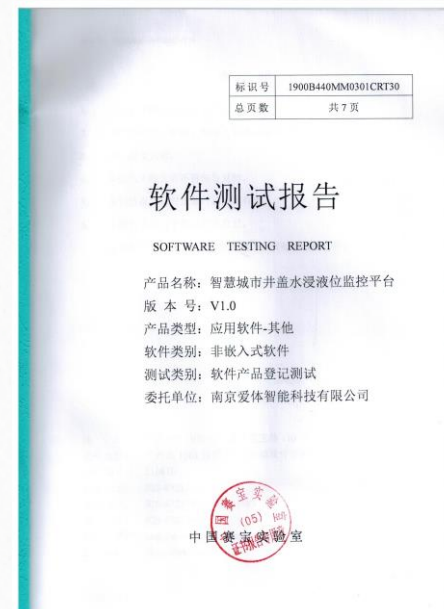 标识号 1900B440MM0301CRT30
总页数 共7页
软件测试报告
SOFTWARE TESTING REPORT
产品名称：智慧城市井盖水浸液位监控平台
版 本 号：V1.0
产品类型：应用软件-其他
软件类别：非嵌入式软件
测试类别：软件产品登记测试
委托单位：南京爱体智能科技有限公司
(05)
中国赛宝实验室